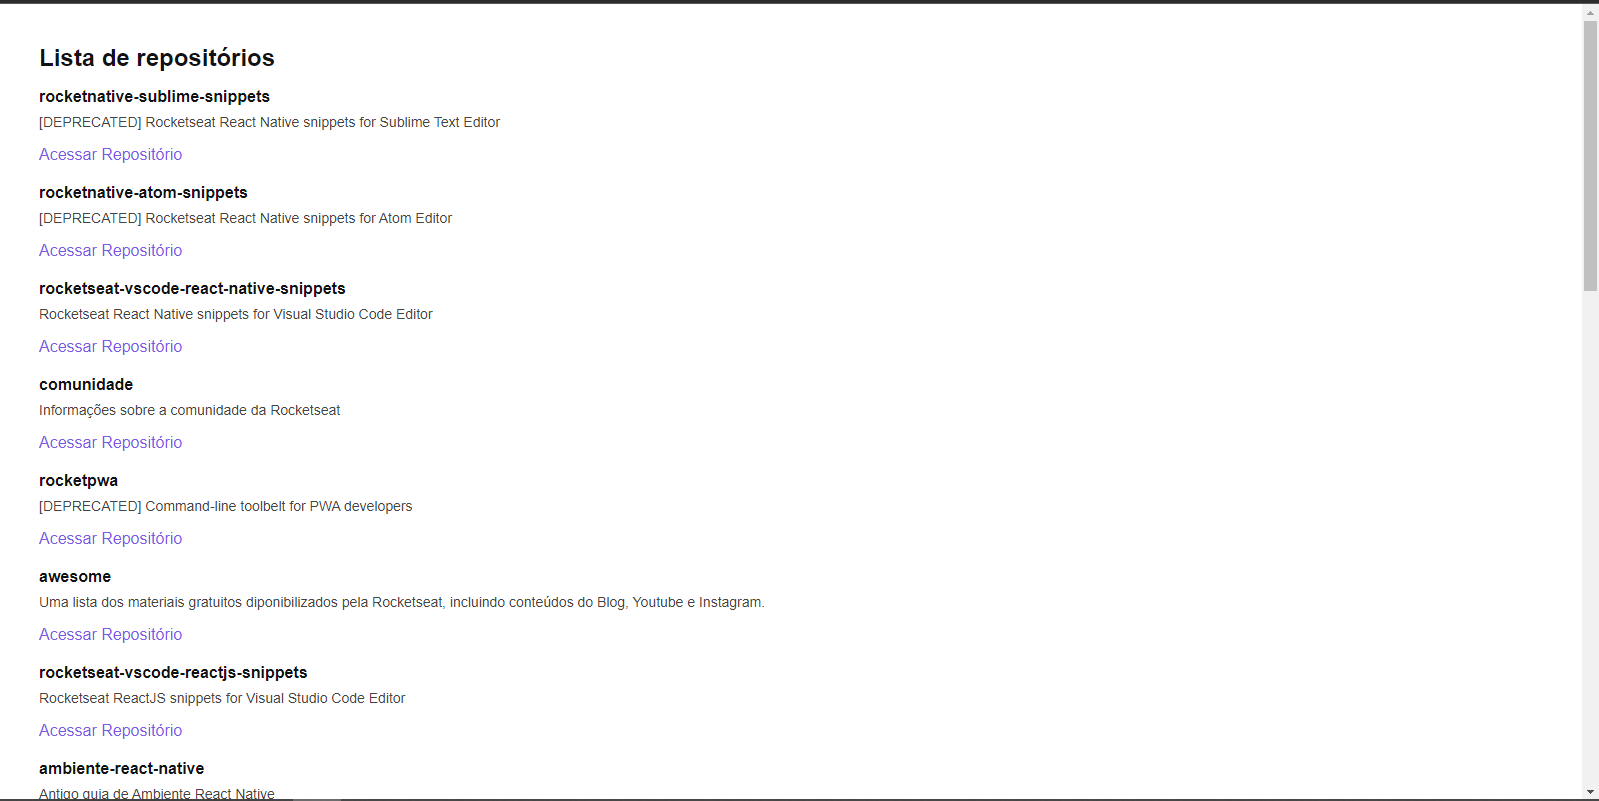 Lista de repositórios
rocketnative-sublime-snippets
[DEPRECATED] Rocketseat React Native snippets for Sublime Text Editor
Acessar Repositório
rocketnative-atom-snippets
[DEPRECATED] Rocketseat React Native snippets for Atom Editor
Acessar Repositório
rocketseat-vscode-react-native-snippets
Rocketseat React Native snippets for Visual Studio Code Editor
Acessar Repositório
comunidade
Informações sobre a comunidade da Rocketseat
Acessar Repositório
rocketpwa
[DEPRECATED] Command-line toolbelt for PWA developers
Acessar Repositório
awesome
Uma lista dos materiais gratuitos diponibilizados pela Rocketseat, incluindo conteúdos do Blog, Youtube e Instagram.
Acessar Repositório
rocketseat-vscode-reactjs-snippets
Rocketseat ReactJS snippets for Visual Studio Code Editor
Acessar Repositório
ambiente-react-native
Antigo guia de Ambiente React Native